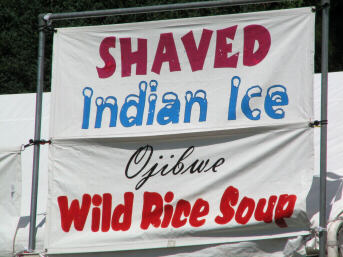 SHAVED
Indian Ice
Ojibwe
Wild Rice Soup